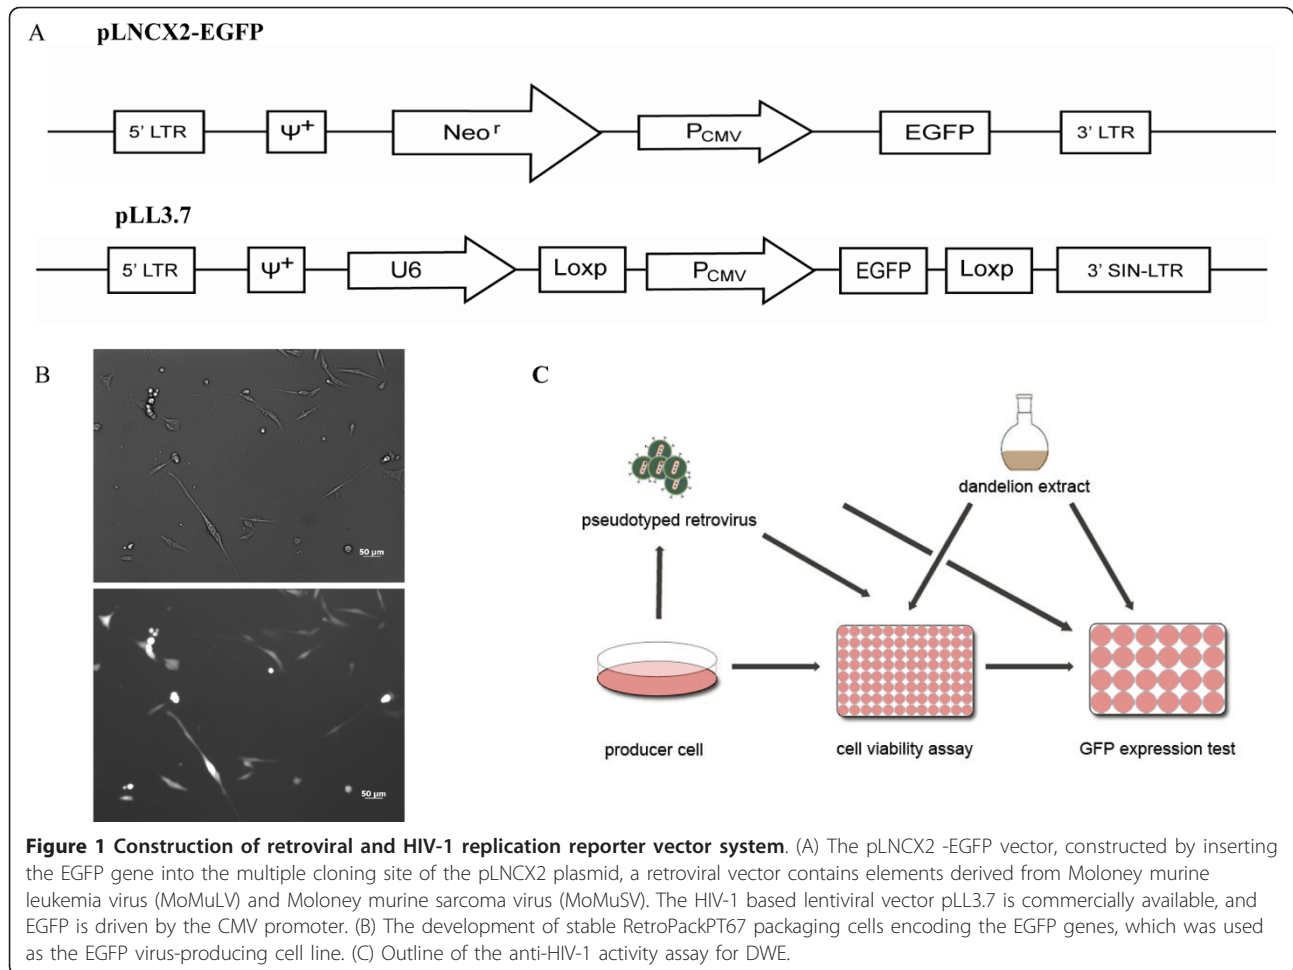 A
pLNCX2-EGFP
5' LTR
Ψ+
Neo r
PCMV
EGFP
3' LTR
pLL3.7
5' LTR
Ψ+
U6
Loxp
PCMV
EGFP
Loxp
3' SIN-LTR
B
50 µm
50 µm
C
dandelion extract
pseudotyped retrovirus
producer cell
cell viability assay
GFP expression test
Figure 1 Construction of retroviral and HIV-1 replication reporter vector system. (A) The pLNCX2 -EGFP vector, constructed by inserting
the EGFP gene into the multiple cloning site of the pLNCX2 plasmid, a retroviral vector contains elements derived from Moloney murine
leukemia virus (MoMuLV) and Moloney murine sarcoma virus (MoMuSV). The HIV-1 based lentiviral vector pLL3.7 is commercially available, and
EGFP is driven by the CMV promoter. (B) The development of stable RetroPackPT67 packaging cells encoding the EGFP genes, which was used
as the EGFP virus-producing cell line. (C) Outline of the anti-HIV-1 activity assay for DWE.